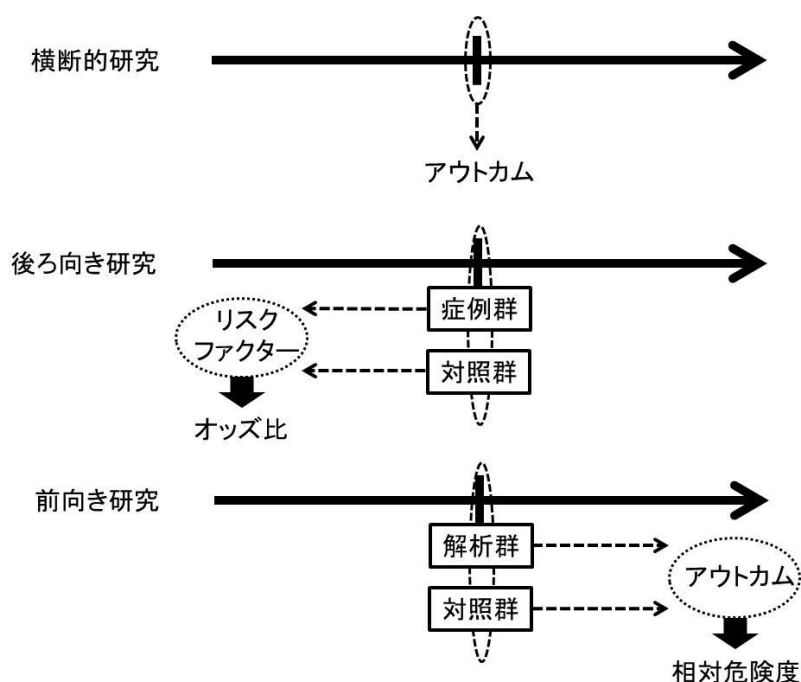 横断的研究
アウトカム
後ろ向き研究
症例群
リスク
ファクター
対照群
オッズ比
前向き研究
解析群
アウトカム
対照群
相対危険度